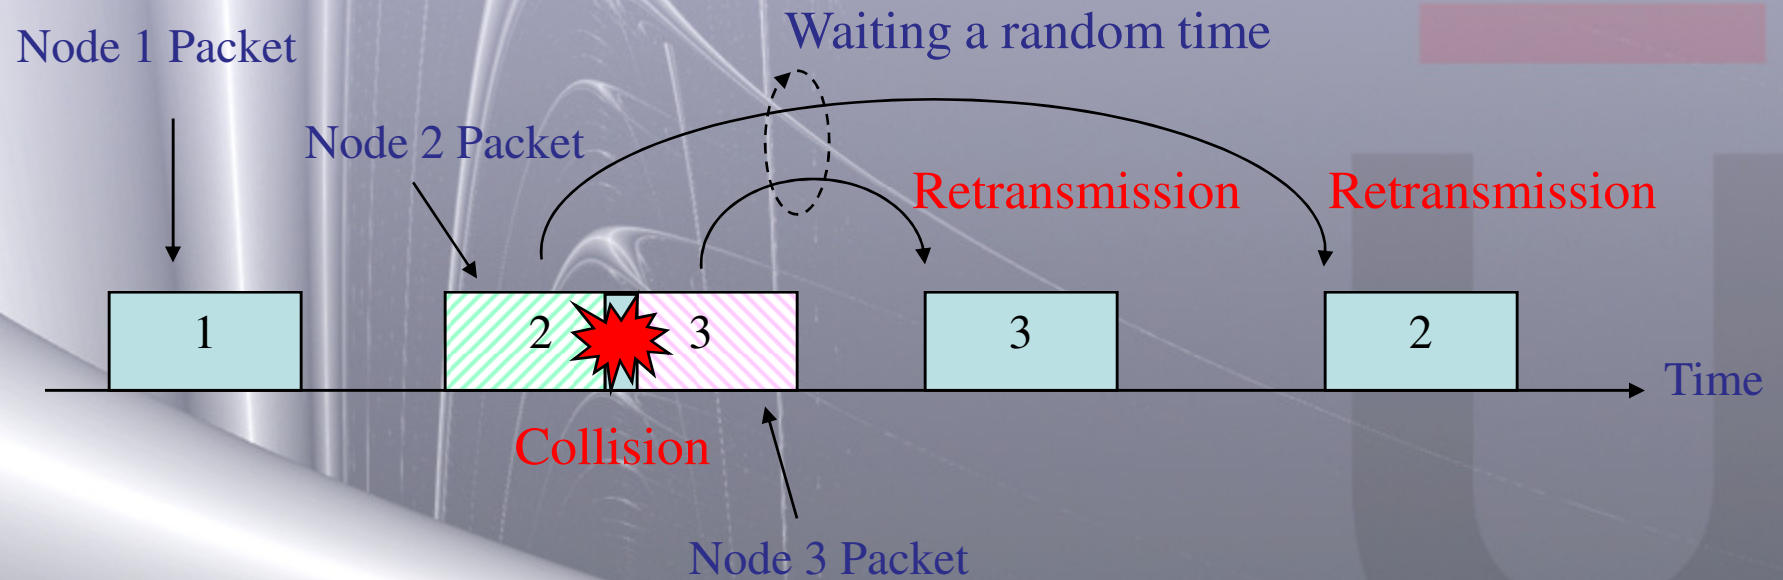 Node 1 Packet
Waiting a random time
Node 2 Packet
Retransmission
Retransmission
1
2
3
3
2
Time
Collision
Node 3 Packet
U